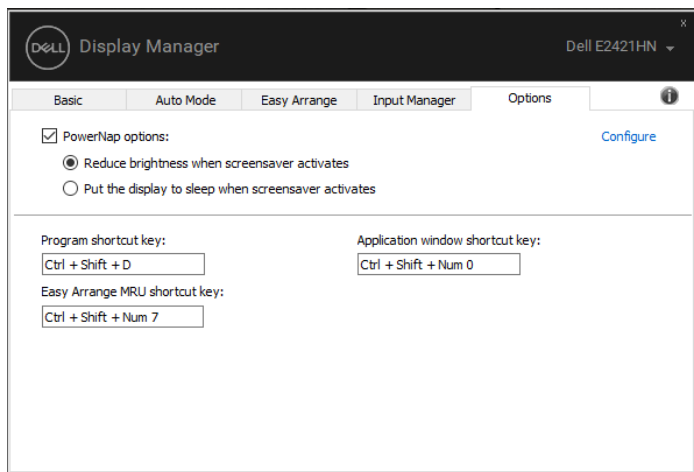 x
DELL Display Manager Dell E2421HN
Basic Auto Mode Easy Arrange Input Manager Options i
PowerNap options: Configure
Reduce brightness when screensaver activates
Put the display to sleep when screensaver activates
Program shortcut key: Application window shortcut key:
Ctrl + Shift + D Ctrl + Shift + Num 0
Easy Arrange MRU shortcut key:
Ctrl + Shift + Num 7